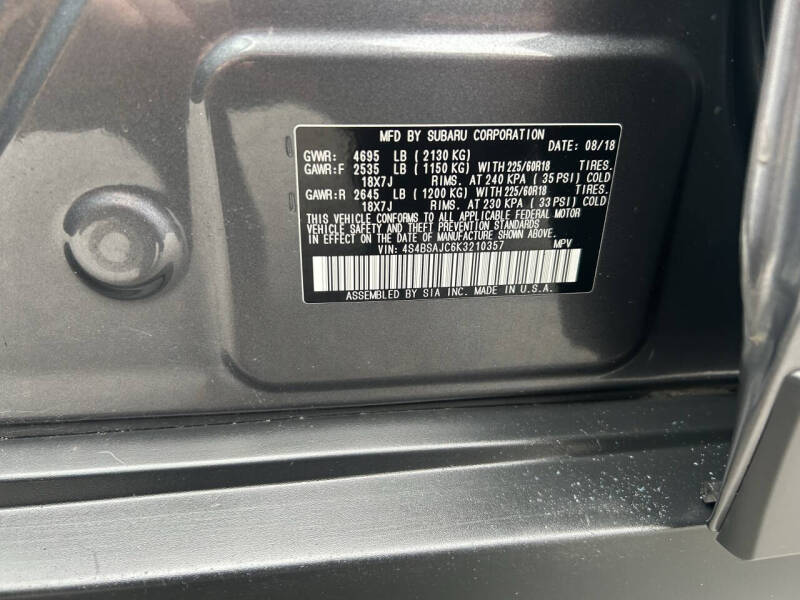 MFD BY SUBARU CORPORATION DATE: 08/18
GVWR: 4695 LB ( 2130 KG)
GAWR:F 2535 LB ( 1150 KG) WITH 225/60R18 TIRES.
18X7J RIMS. AT 240 KPA ( 35 PSI) COLD
GAWR:R 2645 LB ( 1200 KG) WITH 225/60R18 TIRES.
18X7J RIMS. AT 230 KPA ( 33 PSI) COLD
THIS VEHICLE CONFORMS TO ALL APPLICABLE FEDERAL MOTOR
VEHICLE SAFETY AND THEFT PREVENTION STANDARDS
IN EFFECT ON THE DATE OF MANUFACTURE SHOWN ABOVE.
VIN: 4S4BSAJC6K3210357 MPV
ASSEMBLED BY SIA INC. MADE IN U.S.A.